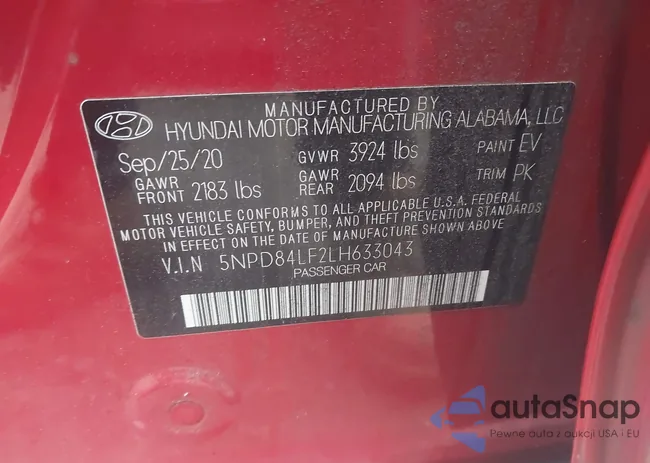 MANUFACTURED BY
HYUNDAI MOTOR MANUFACTURING ALABAMA, LLC
Sep/25/20 GVWR 3924 lbs PAINT EV
GAWR FRONT 2183 lbs GAWR REAR 2094 lbs TRIM PK
THIS VEHICLE CONFORMS TO ALL APPLICABLE U.S.A FEDERAL
MOTOR VEHICLE SAFETY, BUMPER, AND THEFT PREVENTION STANDARDS
IN EFFECT ON THE DATE OF MANUFACTURE SHOWN ABOVE
V.I.N 5NPD84LF2LH633043
PASSENGER CAR
autaSnap
Pewne auta z aukcji USA i EU